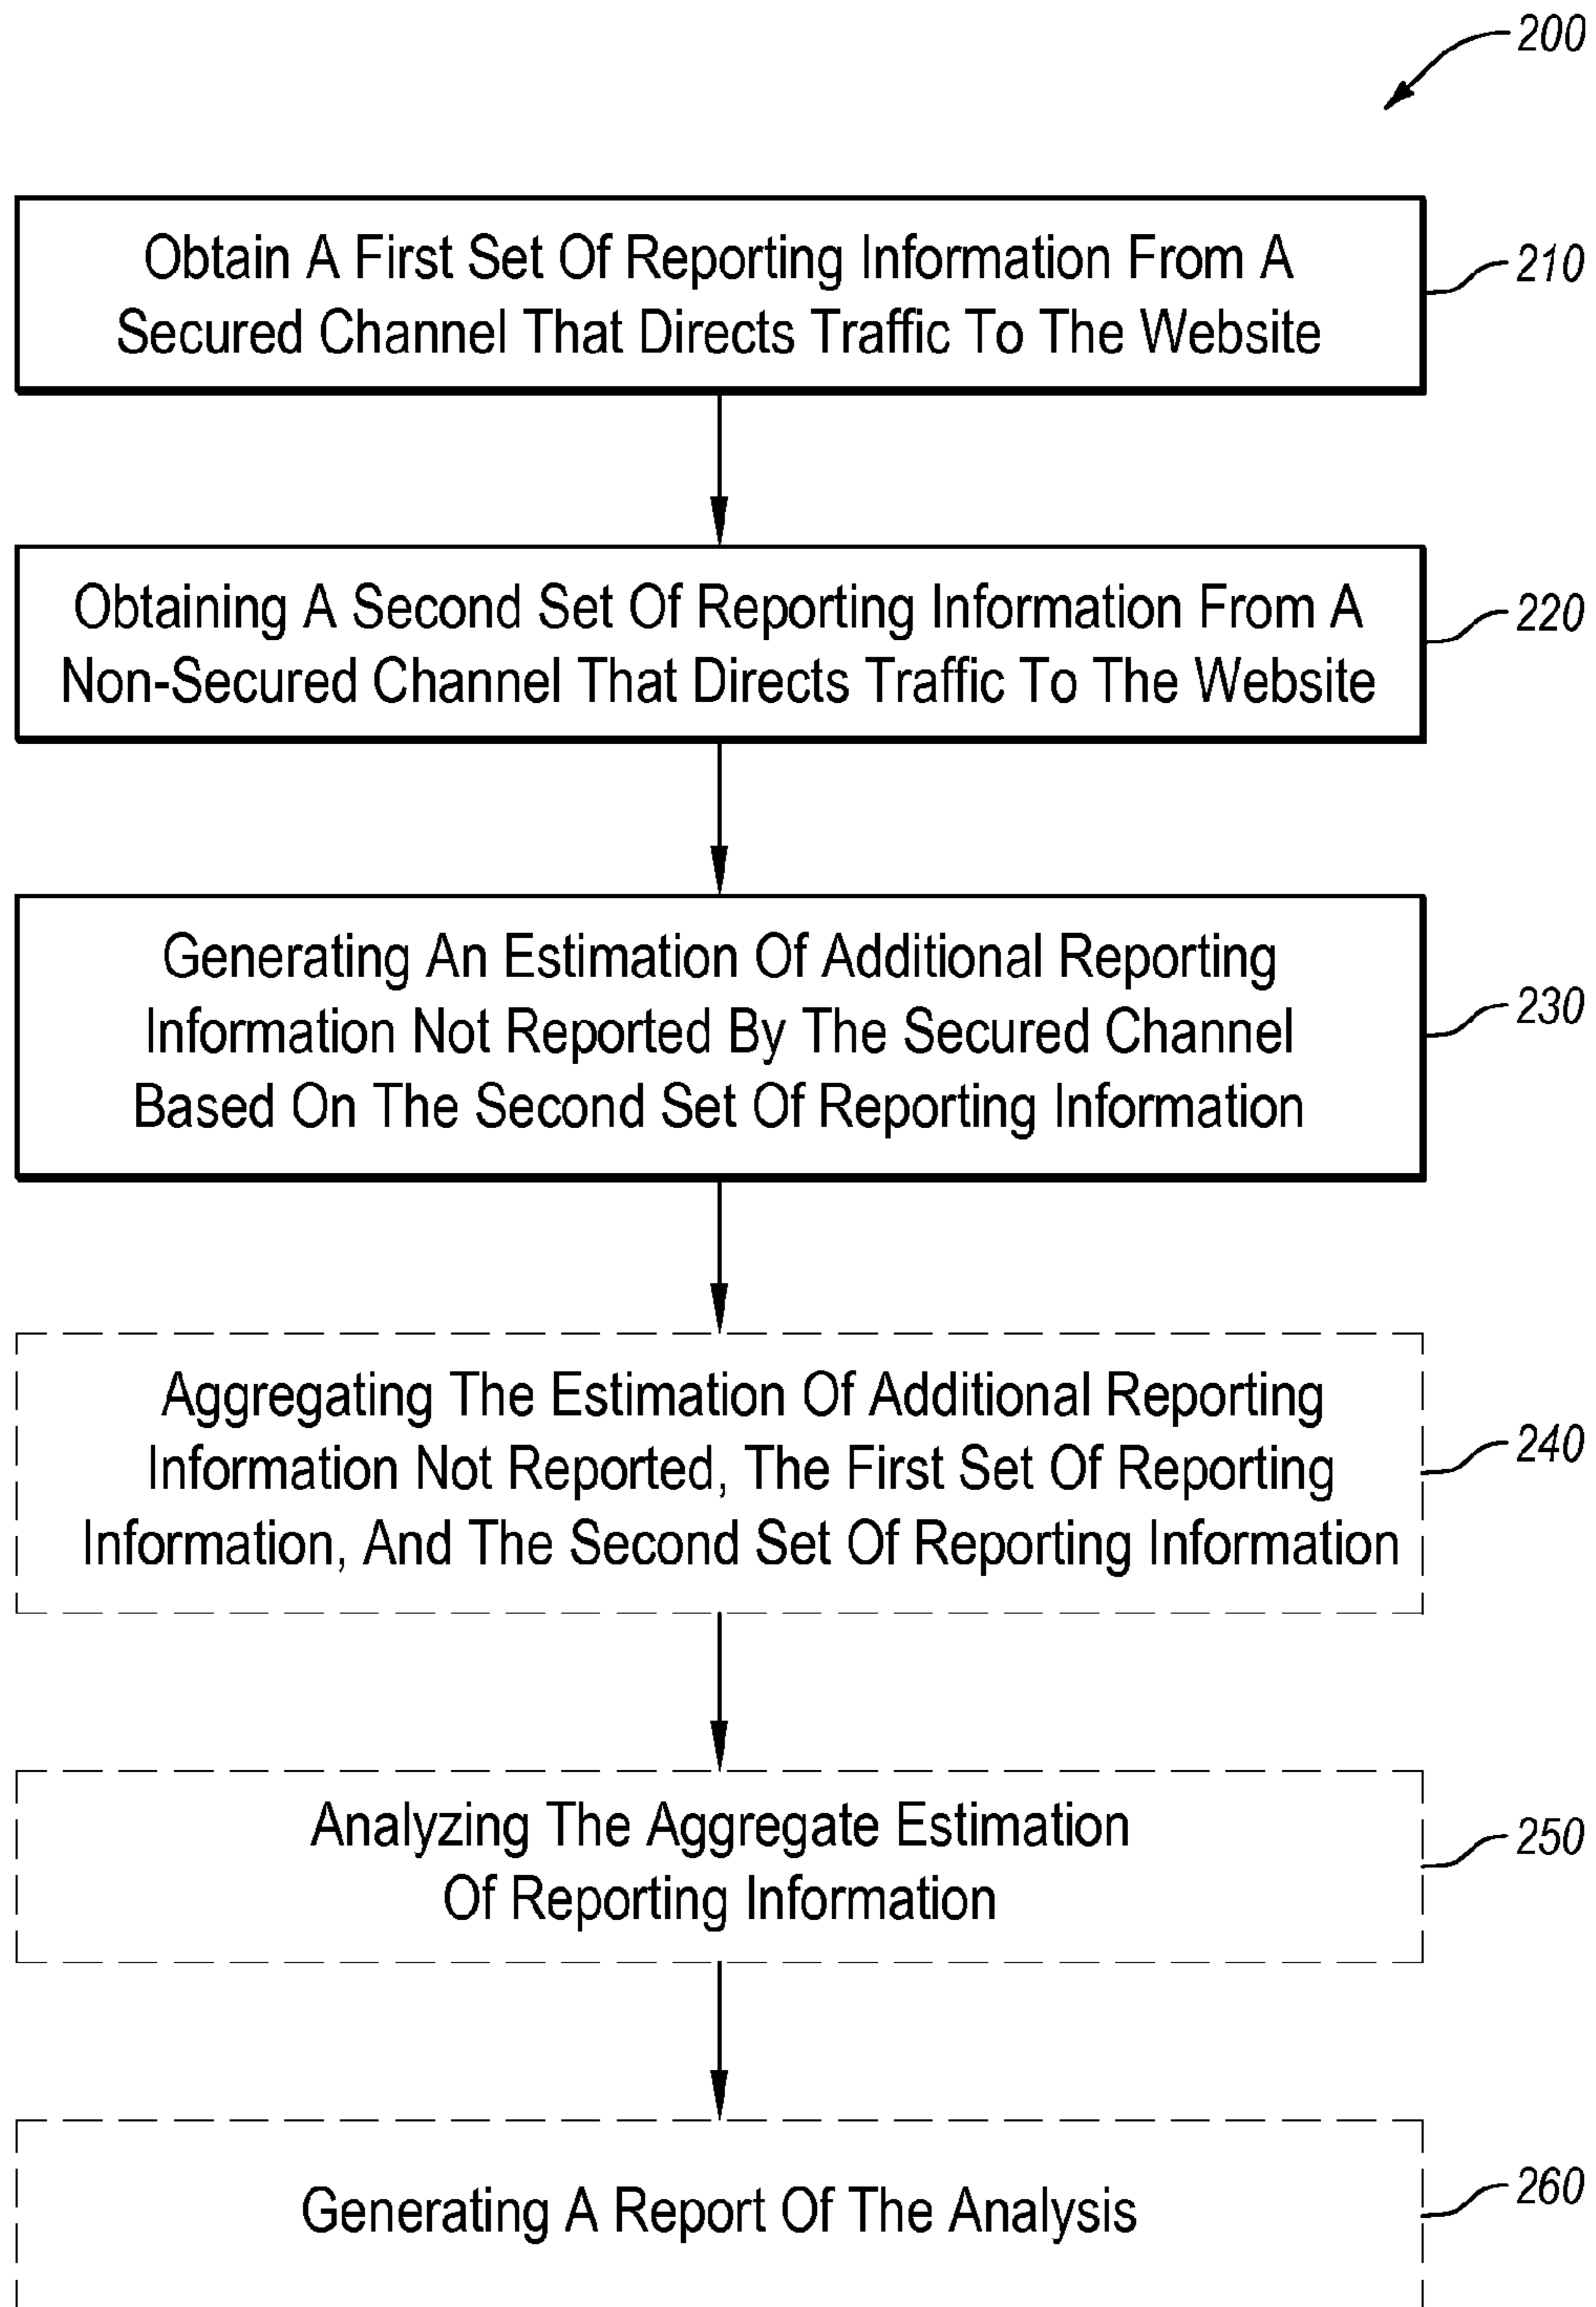 200
Obtain A First Set Of Reporting Information From A
Secured Channel That Directs Traffic To The Website
210
Obtaining A Second Set Of Reporting Information From A
Non-Secured Channel That Directs Traffic To The Website
220
Generating An Estimation Of Additional Reporting
Information Not Reported By The Secured Channel
Based On The Second Set Of Reporting Information
230
Aggregating The Estimation Of Additional Reporting
Information Not Reported, The First Set Of Reporting
Information, And The Second Set Of Reporting Information
240
Analyzing The Aggregate Estimation
Of Reporting Information
250
Generating A Report Of The Analysis
260